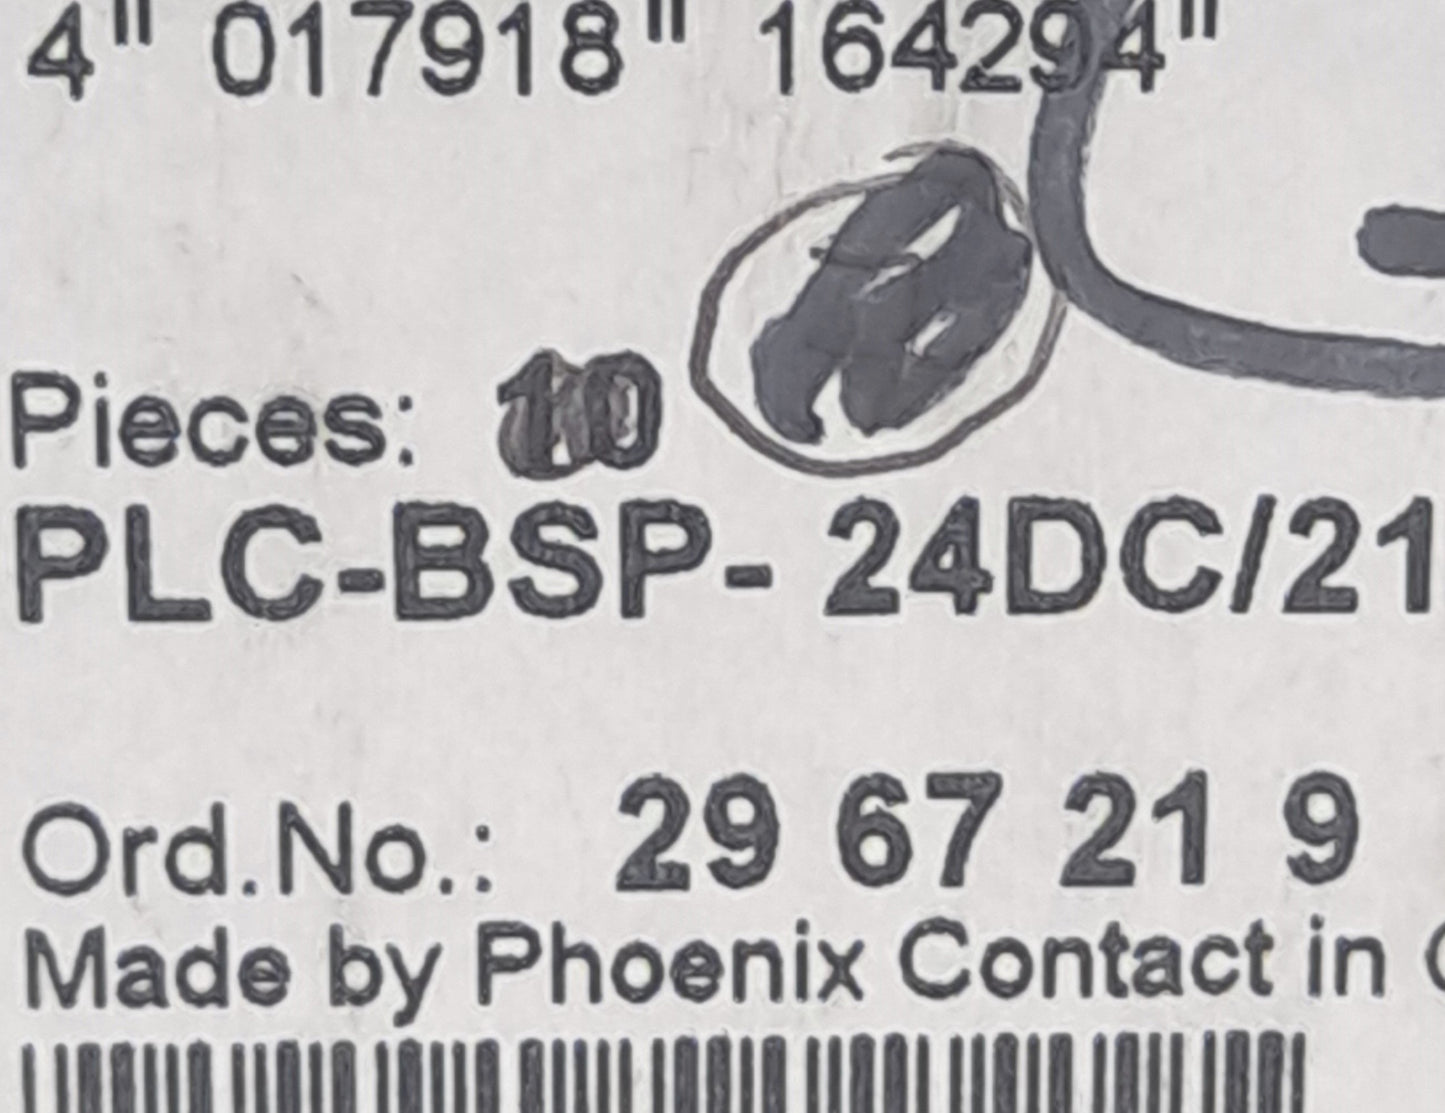 4" 017918" 164294"
Pieces: 10
PLC-BSP- 24DC/21
Ord.No.: 29 67 21 9
Made by Phoenix Contact in